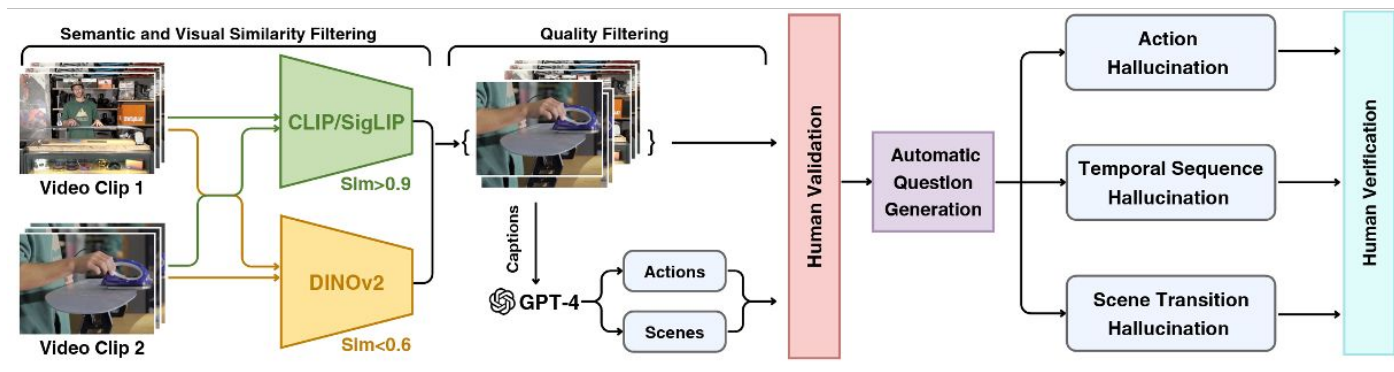 Semantic and Visual Similarity Filtering
Quality Filtering
Video Clip 1
CLIP/SigLIP
SIm>0.9
Video Clip 2
DINOv2
SIm<0.6
{
}
Captions
GPT-4
Actions
Scenes
Human Validation
Automatic
Question
Generation
Action
Hallucination
Temporal Sequence
Hallucination
Scene Transition
Hallucination
Human Verification